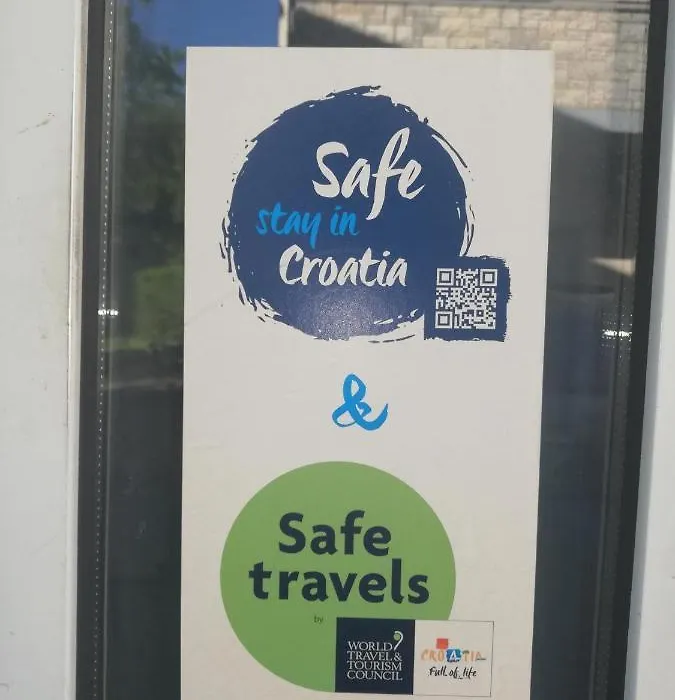 Safe
stay in
Croatia
&
Safe
travels
by
WORLD
TRAVEL &
TOURISM
COUNCIL
CROATIA
Full of life